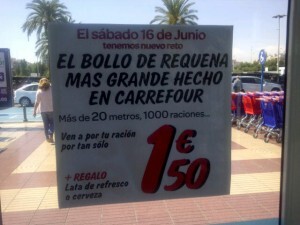 El sábado 16 de Junio
tenemos nuevo reto
EL BOLLO DE REQUENA
MAS GRANDE HECHO
EN CARREFOUR
Más de 20 metros, 1000 raciones...
Ven a por tu ración
por tan sólo
1€50
+ REGALO
Lata de refresco
o cerveza